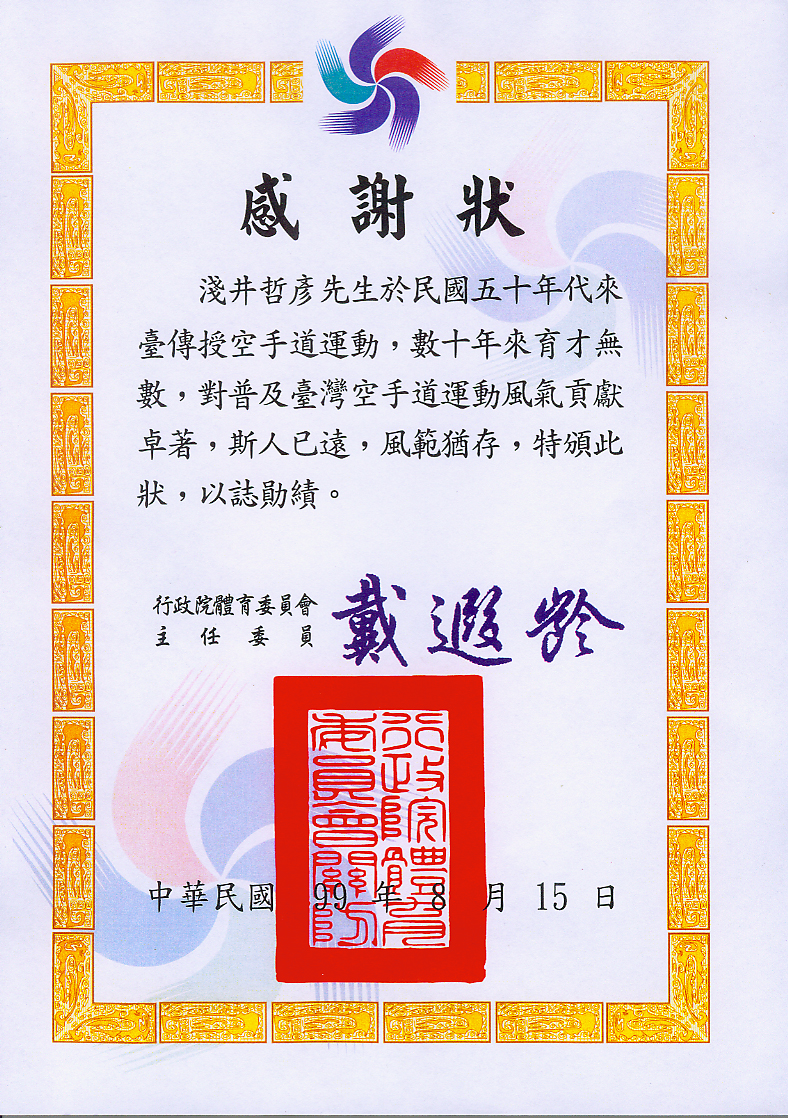 感謝狀
淺井哲彥先生於民國五十年代來
臺傳授空手道運動，數十年來育才無
數，對普及臺灣空手道運動風氣貢獻
卓著，斯人已遠，風範猶存，特頒此
狀，以誌勛績。
行政院體育委員會
主任委員
戴遐齡
行政院體育
委員會關防
中華民國 99 年 8 月 15 日